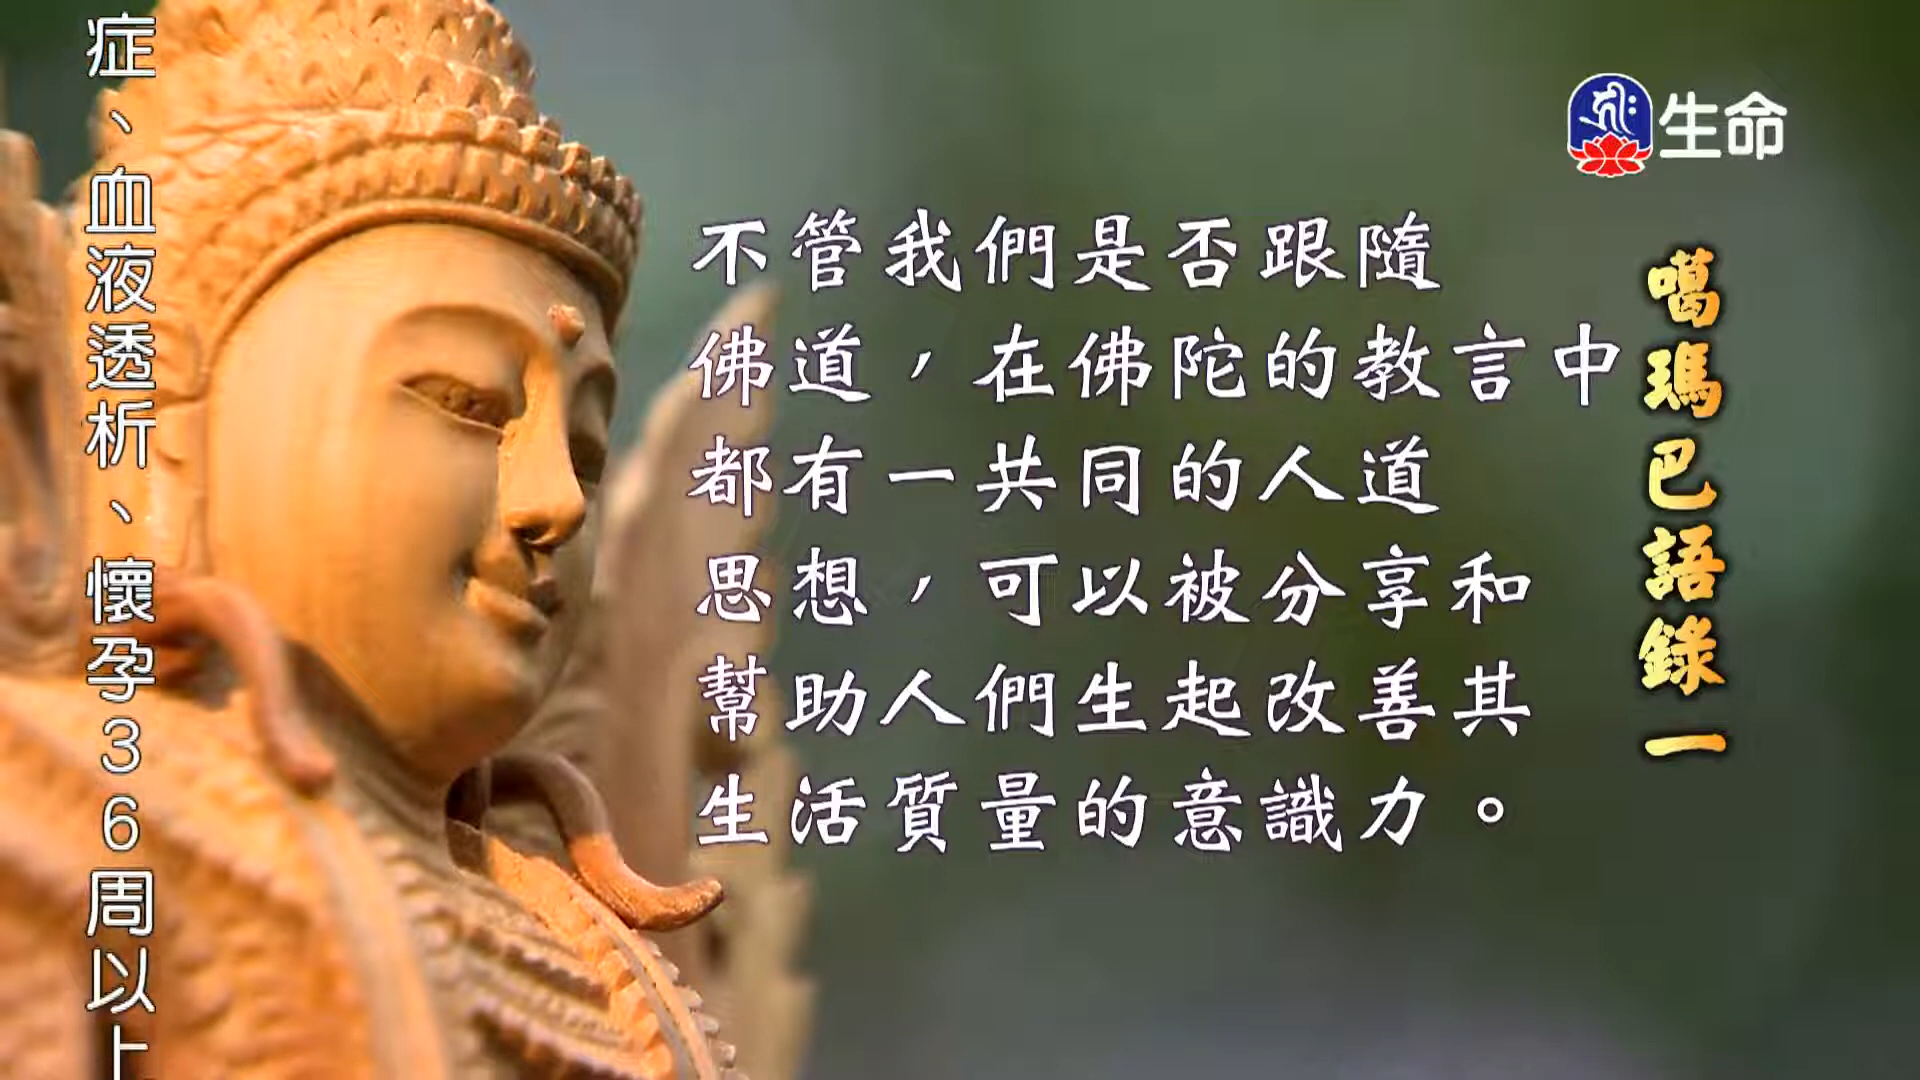 生命
噶瑪巴語錄一
不管我們是否跟隨
佛道,在佛陀的教言中
都有一共同的人道
思想,可以被分享和
幫助人們生起改善其
生活質量的意識力。
症、血液透析、懷孕36周以上